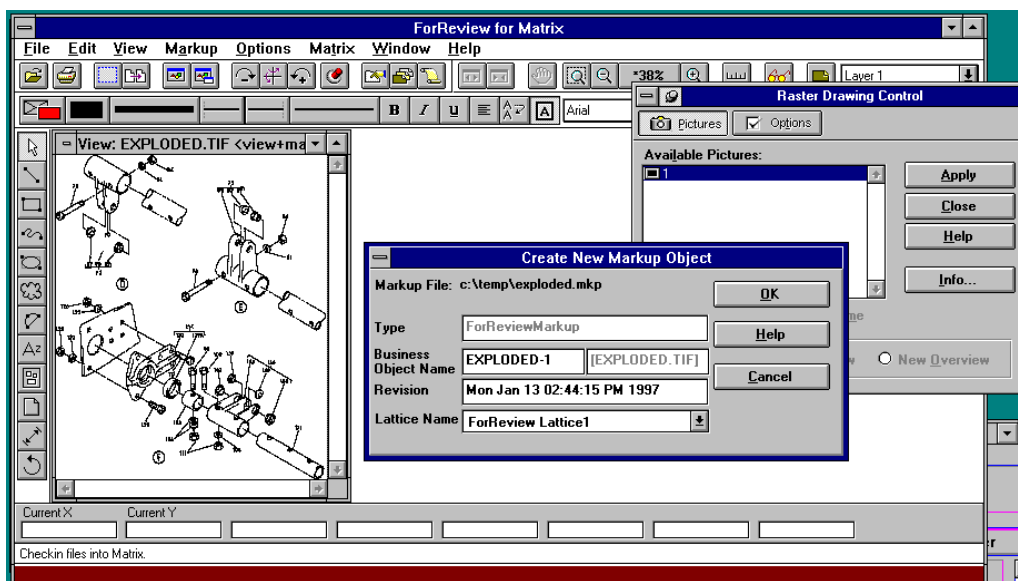 ForReview for Matrix
File Edit View Markup Options Matrix Window Help
*38%
Layer 1
B I U A Arial
Raster Drawing Control
Pictures Options
Available Pictures:
1
Apply
Close
Help
Info...
New Overview
View: EXPLODED.TIF <view+ma
Create New Markup Object
Markup File: c:\temp\exploded.mkp
OK
Type ForReviewMarkup
Help
Business
Object Name EXPLODED-1 [EXPLODED.TIF]
Cancel
Revision Mon Jan 13 02:44:15 PM 1997
Lattice Name ForReview Lattice1
Az
Current X Current Y
Checkin files into Matrix.